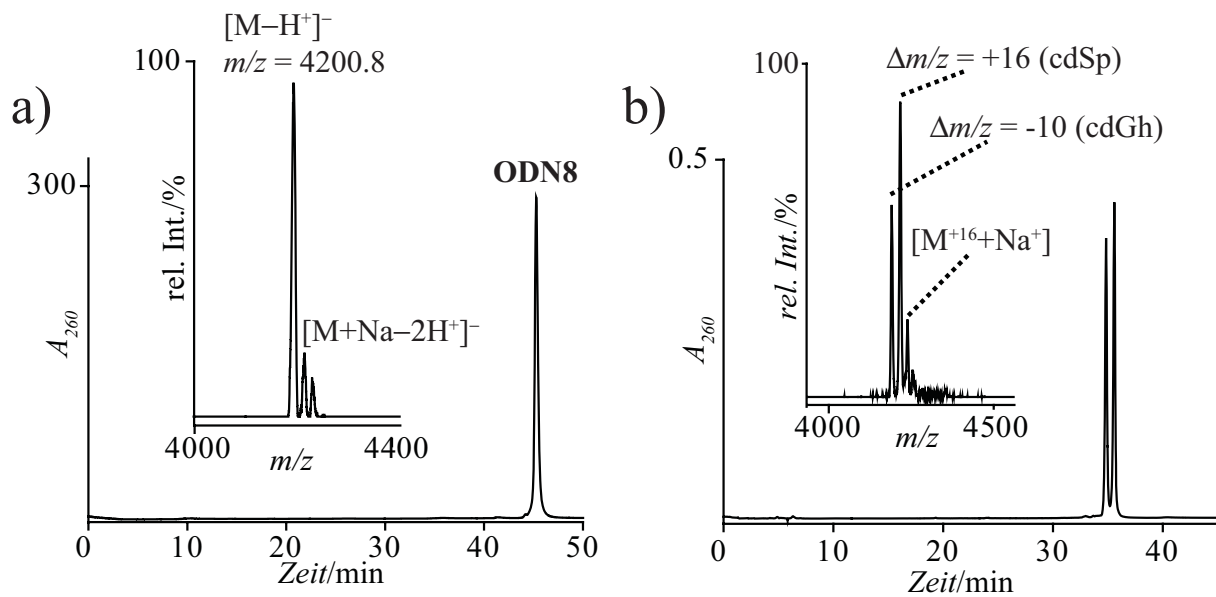 a)
[M−H⁺]⁻
m/z = 4200.8
100
rel. Int./%
[M+Na−2H⁺]⁻
4000
4400
m/z
ODN8
300
A₂₆₀
0
10
20
30
40
50
Zeit/min
b)
Δm/z = +16 (cdSp)
100
Δm/z = -10 (cdGh)
rel. Int./%
[M⁺¹⁶+Na⁺]
4000
4500
m/z
0.5
A₂₆₀
0
10
20
30
40
Zeit/min